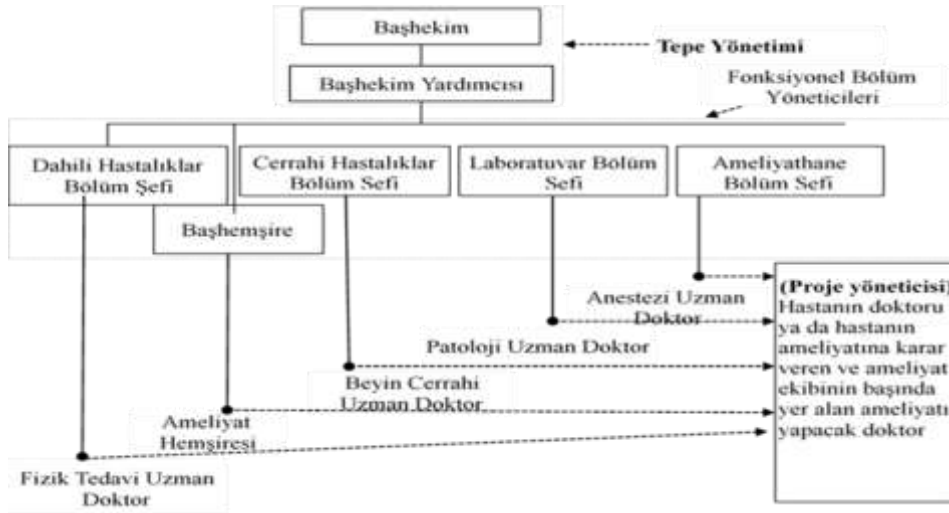 Başhekim
Tepe Yönetimi
Başhekim Yardımcısı
Fonksiyonel Bölüm
Yöneticileri
Dahili Hastalıklar
Bölüm Şefi
Cerrahi Hastalıklar
Bölüm Sefi
Laboratuvar Bölüm
Sefi
Ameliyathane
Bölüm Sefi
Başhemşire
(Proje yöneticisi)
Hastanın doktoru
ya da hastanın
ameliyatına karar
veren ve ameliyat
ekibinin başında
yer alan ameliyatı
yapacak doktor
Anestezi Uzman
Doktor
Patoloji Uzman Doktor
Beyin Cerrahi
Uzman Doktor
Ameliyat
Hemşiresi
Fizik Tedavi Uzman
Doktor